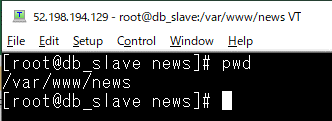 52.198.194.129 - root@db_slave:/var/www/news VT
File Edit Setup Control Window Help
[root@db_slave news]# pwd
/var/www/news
[root@db_slave news]#